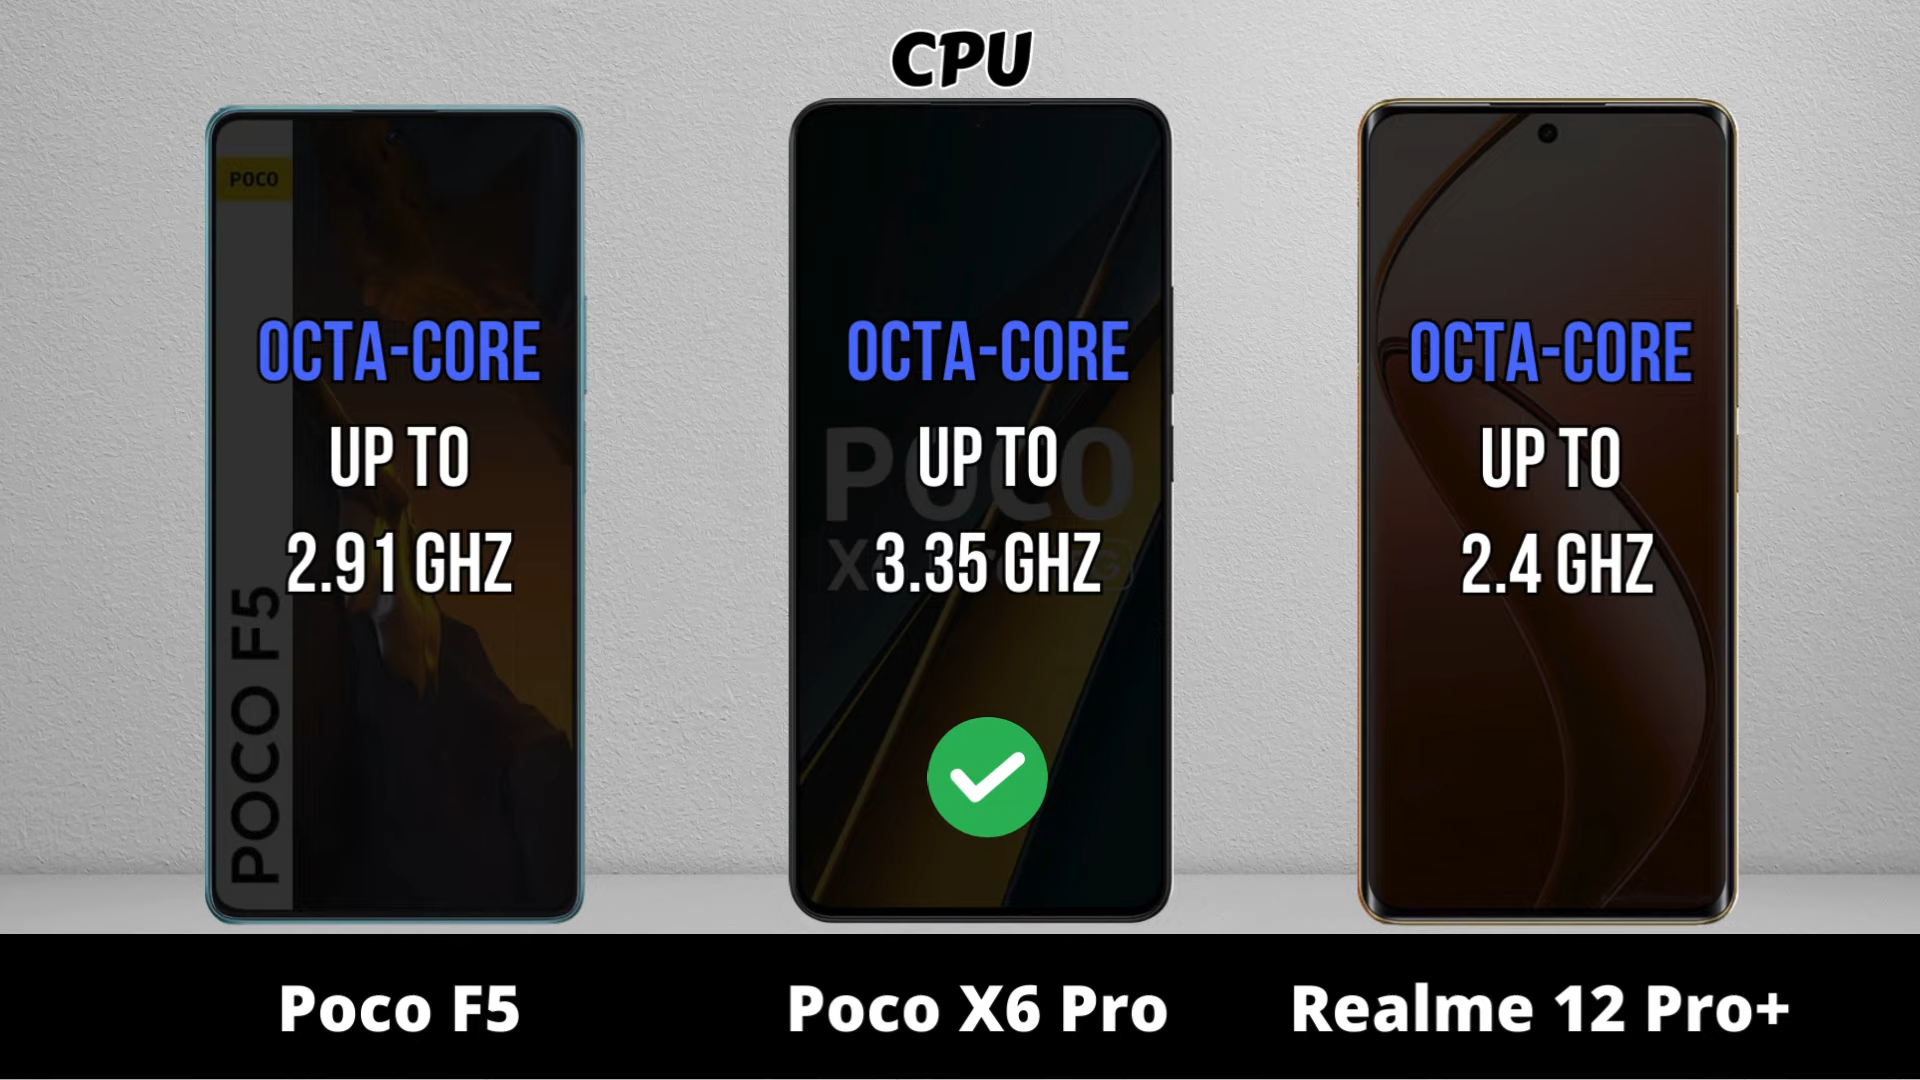 CPU
POCO
POCO F5
OCTA-CORE
UP TO
2.91 GHZ
POCO
OCTA-CORE
UP TO
3.35 GHZ
OCTA-CORE
UP TO
2.4 GHZ
Poco F5
Poco X6 Pro
Realme 12 Pro+